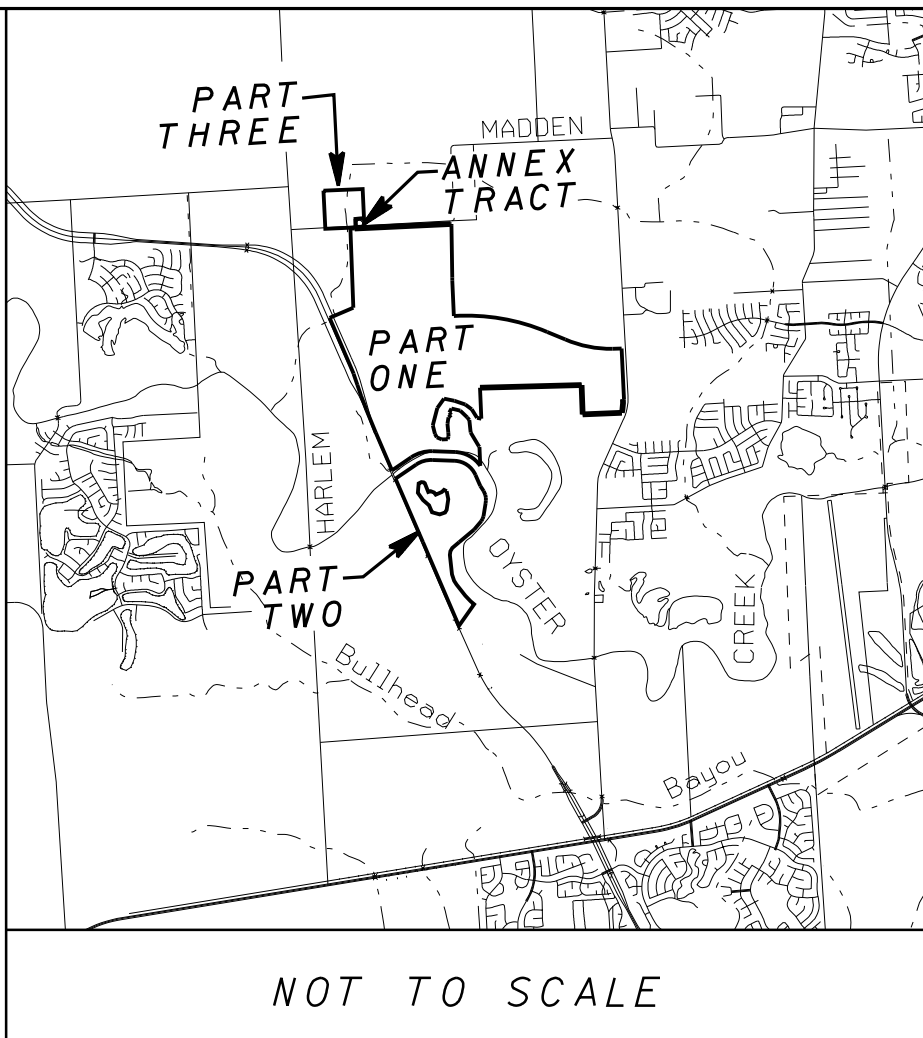 PART
THREE
MADDEN
ANNEX
TRACT
PART
ONE
HARLEM
OYSTER
CREEK
PART
TWO
Bullhead
Bayou
NOT TO SCALE